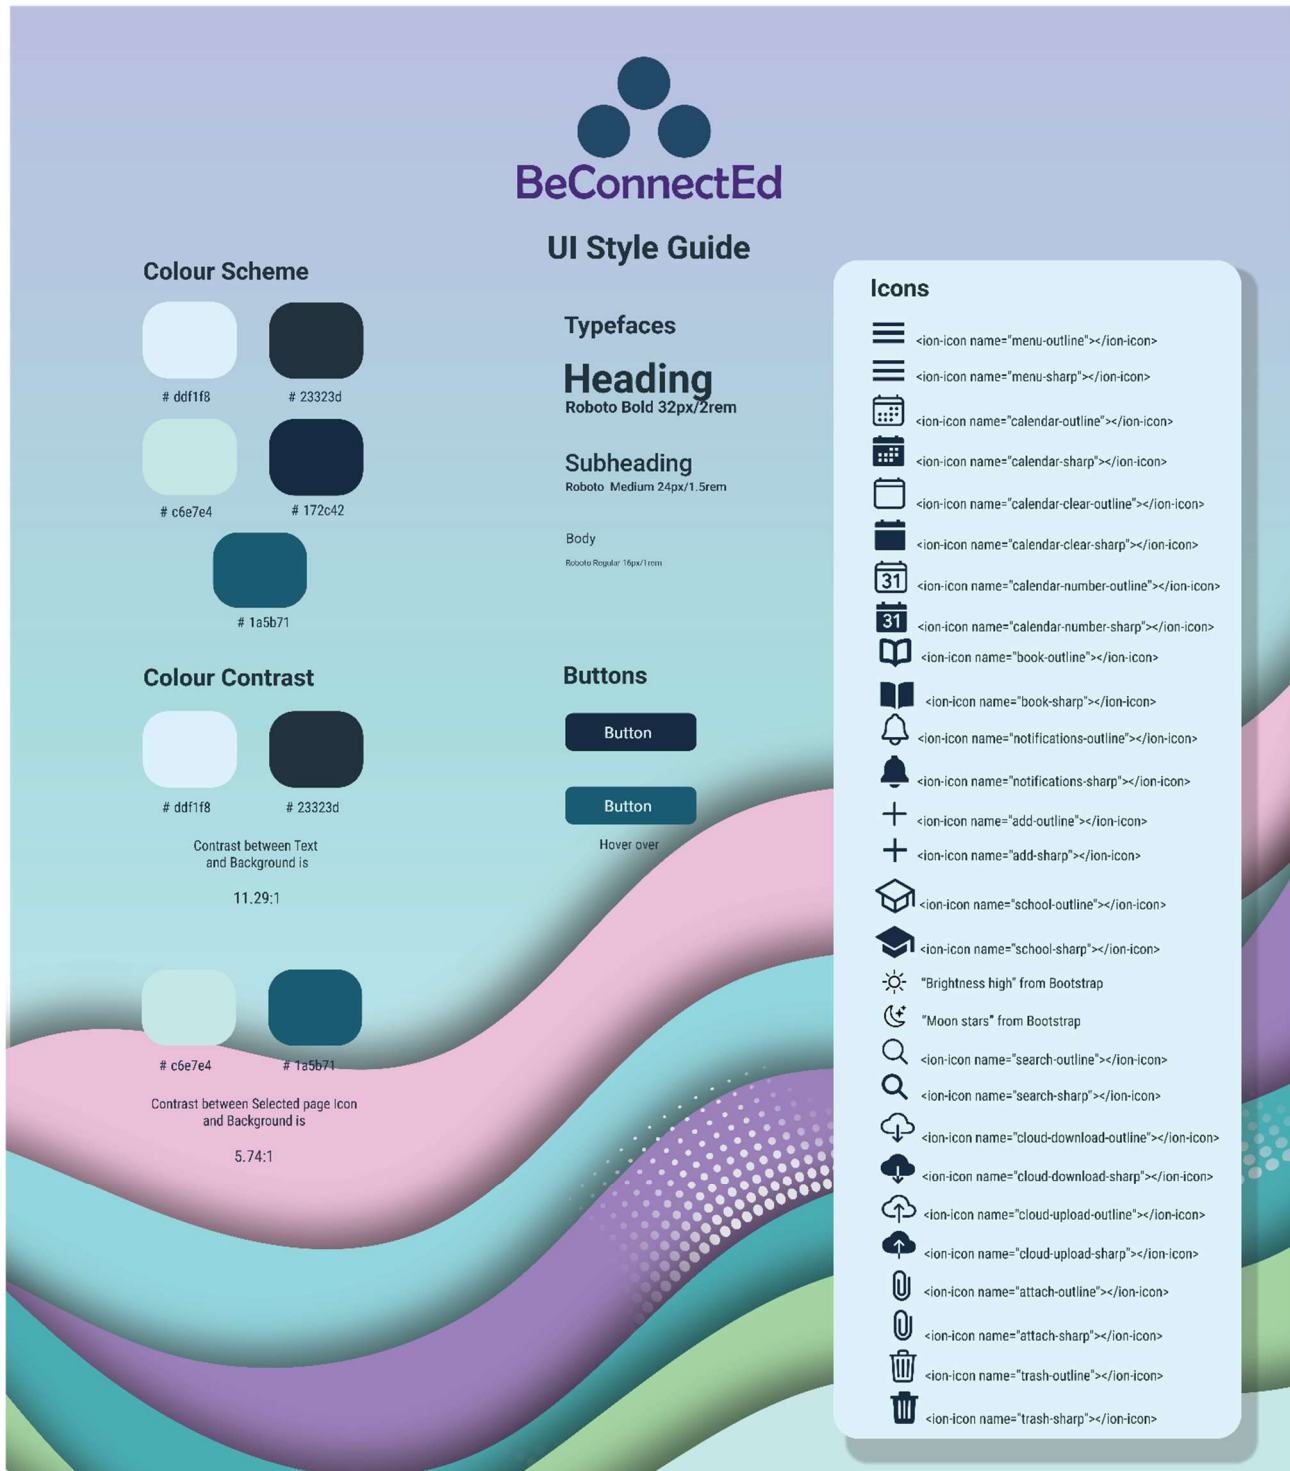 BeConnectEd
UI Style Guide
Colour Scheme
# ddf1f8
# 23323d
# c6e7e4
# 172c42
# 1a5b71
Colour Contrast
# ddf1f8
# 23323d
Contrast between Text
and Background is
11.29:1
# c6e7e4
# 1a5b71
Contrast between Selected page Icon
and Background is
5.74:1
Typefaces
Heading
Roboto Bold 32px/2rem
Subheading
Roboto Medium 24px/1.5rem
Body
Roboto Regular 16px/1rem
Buttons
Button
Button
Hover over
Icons
<ion-icon name="menu-outline"></ion-icon>
<ion-icon name="menu-sharp"></ion-icon>
<ion-icon name="calendar-outline"></ion-icon>
<ion-icon name="calendar-sharp"></ion-icon>
<ion-icon name="calendar-clear-outline"></ion-icon>
<ion-icon name="calendar-clear-sharp"></ion-icon>
31 <ion-icon name="calendar-number-outline"></ion-icon>
31 <ion-icon name="calendar-number-sharp"></ion-icon>
<ion-icon name="book-outline"></ion-icon>
<ion-icon name="book-sharp"></ion-icon>
<ion-icon name="notifications-outline"></ion-icon>
<ion-icon name="notifications-sharp"></ion-icon>
<ion-icon name="add-outline"></ion-icon>
<ion-icon name="add-sharp"></ion-icon>
<ion-icon name="school-outline"></ion-icon>
<ion-icon name="school-sharp"></ion-icon>
"Brightness high" from Bootstrap
"Moon stars" from Bootstrap
<ion-icon name="search-outline"></ion-icon>
<ion-icon name="search-sharp"></ion-icon>
<ion-icon name="cloud-download-outline"></ion-icon>
<ion-icon name="cloud-download-sharp"></ion-icon>
<ion-icon name="cloud-upload-outline"></ion-icon>
<ion-icon name="cloud-upload-sharp"></ion-icon>
<ion-icon name="attach-outline"></ion-icon>
<ion-icon name="attach-sharp"></ion-icon>
<ion-icon name="trash-outline"></ion-icon>
<ion-icon name="trash-sharp"></ion-icon>